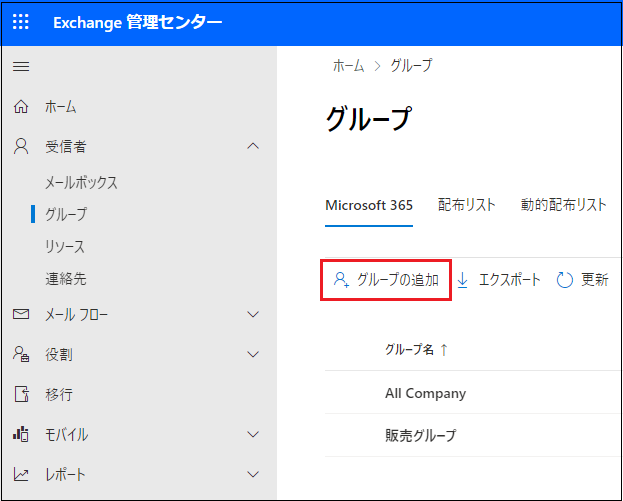 Exchange 管理センター
ホーム > グループ
グループ
ホーム
受信者
メールボックス
グループ
リソース
連絡先
メール フロー
役割
移行
モバイル
レポート
Microsoft 365 配布リスト 動的配布リスト
グループの追加 エクスポート 更新
グループ名 ↑
All Company
販売グループ